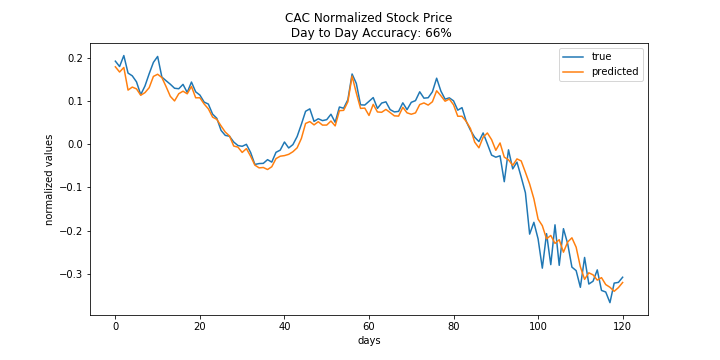 CAC Normalized Stock Price
Day to Day Accuracy: 66%
true
predicted
normalized values
0.2
0.1
0.0
−0.1
−0.2
−0.3
0
20
40
60
80
100
120
days